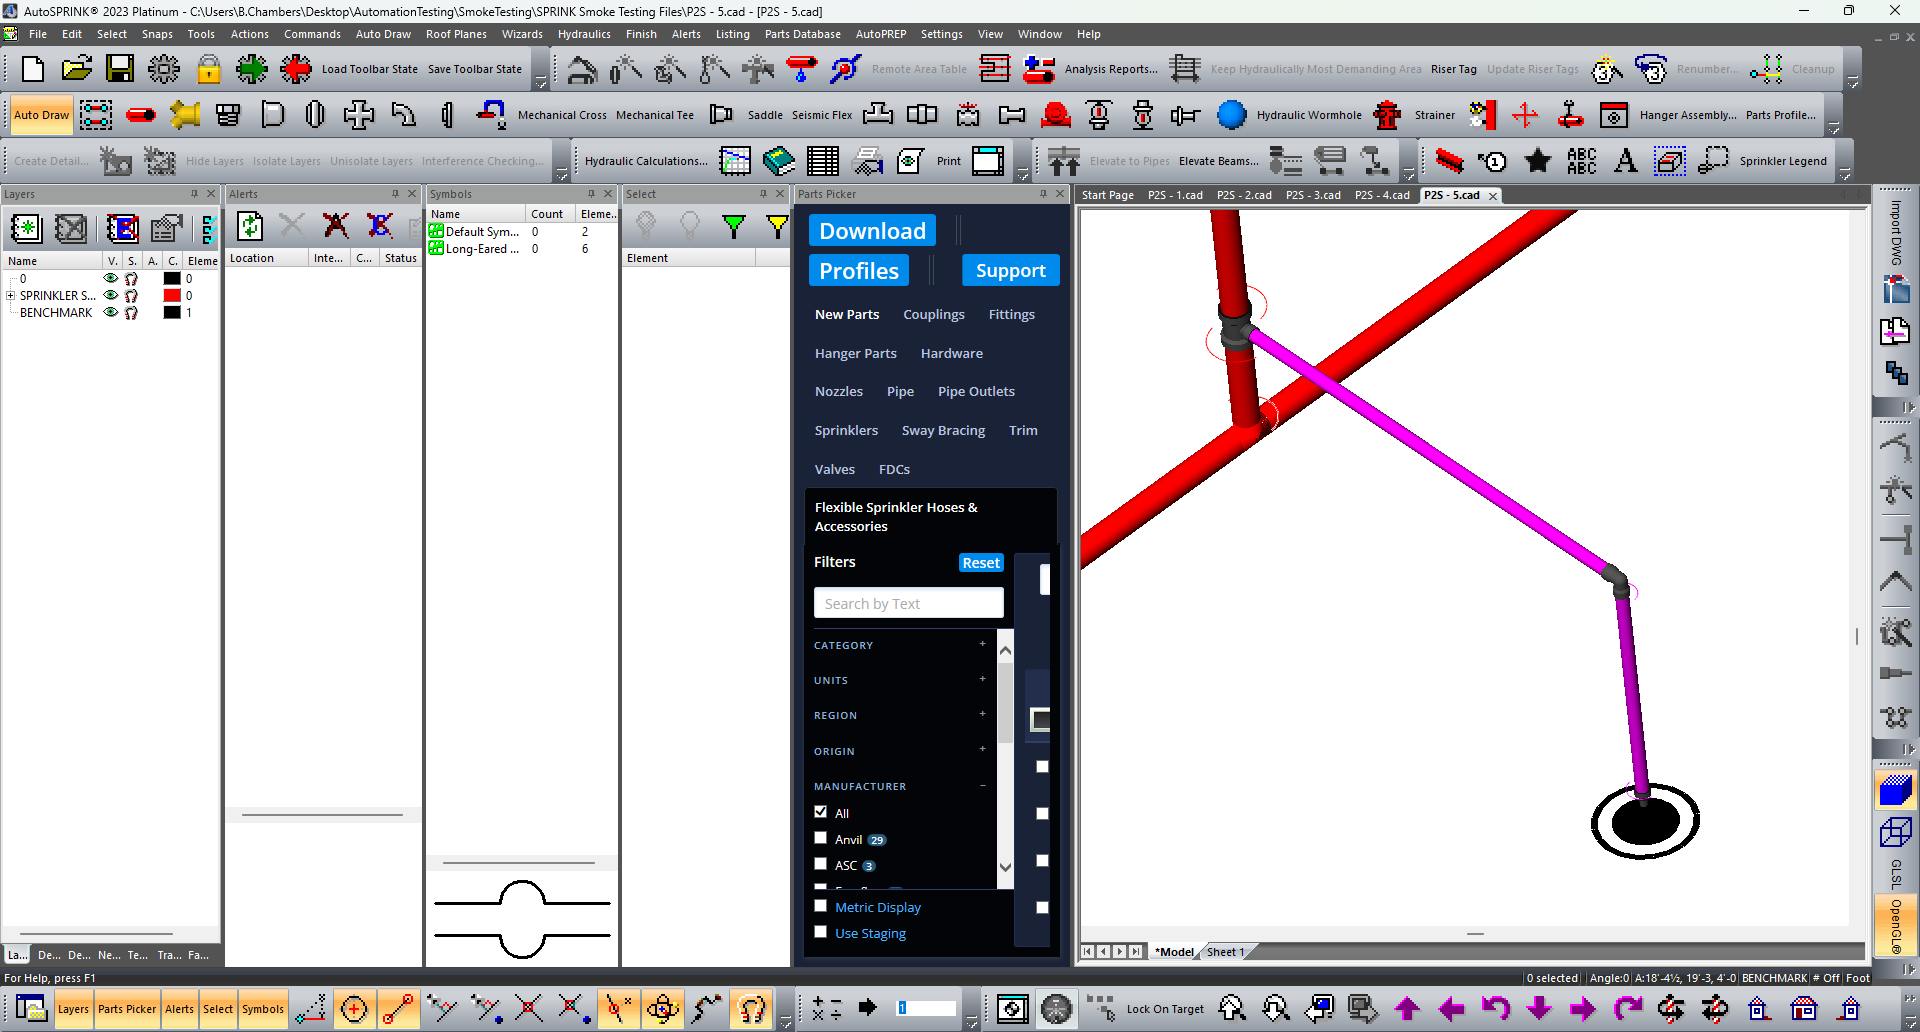 AutoSPRINK® 2023 Platinum - C:\Users\B.Chambers\Desktop\AutomationTesting\SmokeTesting\SPRINK Smoke Testing Files\P2S - 5.cad - [P2S - 5.cad]
File Edit Select Snaps Tools Actions Commands Auto Draw Roof Planes Wizards Hydraulics Finish Alerts Listing Parts Database AutoPREP Settings View Window Help
Load Toolbar State Save Toolbar State Remote Area Table Analysis Reports... Keep Hydraulically Most Demanding Area Riser Tag Update Riser Tags Renumber... Cleanup
Auto Draw Mechanical Cross Mechanical Tee Saddle Seismic Flex Hydraulic Wormhole Strainer Hanger Assembly... Parts Profile...
Create Detail... Hide Layers Isolate Layers Unisolate Layers Interference Checking... Hydraulic Calculations... Print Elevate to Pipes Elevate Beams... ABC ABC A Sprinkler Legend
Layers Alerts Symbols Select Parts Picker
Start Page P2S - 1.cad P2S - 2.cad P2S - 3.cad P2S - 4.cad P2S - 5.cad
Name V. S. A. C. Eleme
0 0
SPRINKLER S... 0
BENCHMARK 1
Location Inte... C... Status
Name Count Eleme...
Default Sym... 0 2
Long-Eared ... 0 6
Element
Download
Profiles Support
New Parts Couplings Fittings
Hanger Parts Hardware
Nozzles Pipe Pipe Outlets
Sprinklers Sway Bracing Trim
Valves FDCs
Flexible Sprinkler Hoses &
Accessories
Filters Reset
Search by Text
CATEGORY +
UNITS +
REGION +
ORIGIN +
MANUFACTURER −
All
Anvil 29
ASC 3
Metric Display
Use Staging
Import DWG
GLSL
OpenGL®
La... De... De... Ne... Te... Tra... Fa...
*Model Sheet 1
For Help, press F1
0 selected Angle:0 A:18'-4½, 19'-3, 4'-0 BENCHMARK # Off Foot
Layers Parts Picker Alerts Select Symbols 1 Lock On Target